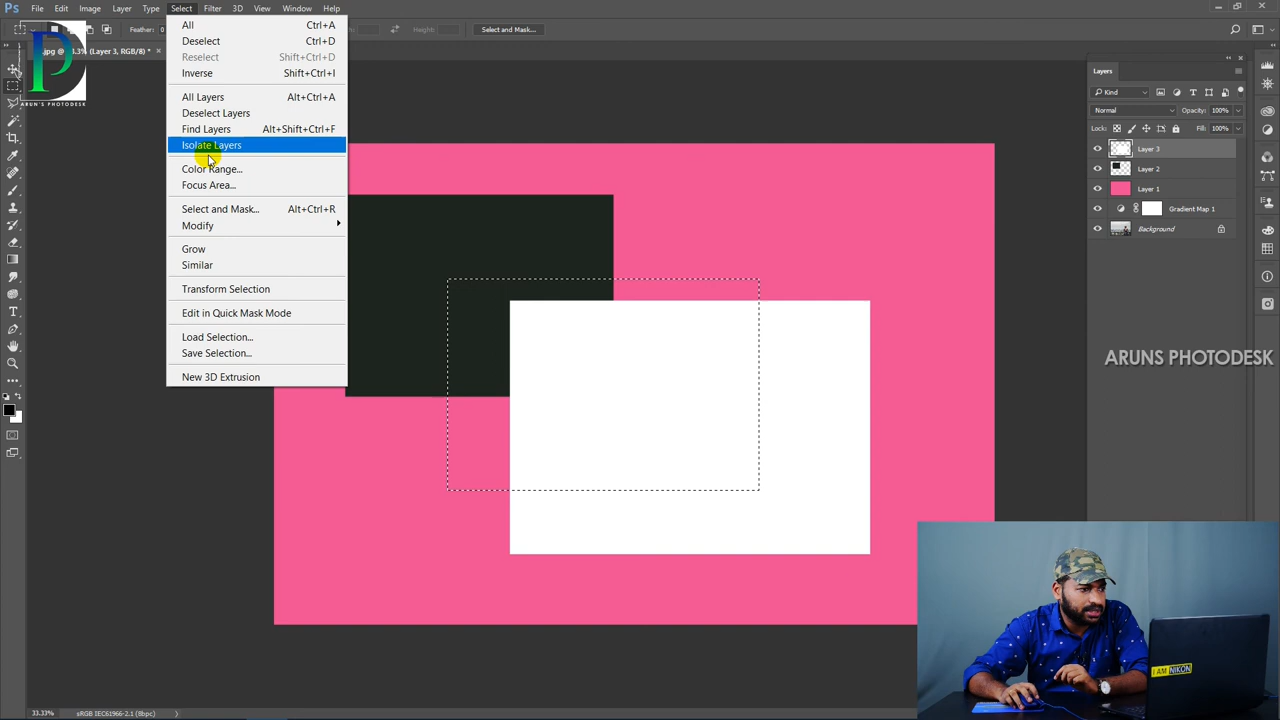 Ps File Edit Image Layer Type Select Filter 3D View Window Help
Feather: 0 Height: Select and Mask...
.jpg @ 33.3% (Layer 3, RGB/8) *
ARUN'S PHOTODESK
All Ctrl+A
Deselect Ctrl+D
Reselect Shift+Ctrl+D
Inverse Shift+Ctrl+I
All Layers Alt+Ctrl+A
Deselect Layers
Find Layers Alt+Shift+Ctrl+F
Isolate Layers
Color Range...
Focus Area...
Select and Mask... Alt+Ctrl+R
Modify
Grow
Similar
Transform Selection
Edit in Quick Mask Mode
Load Selection...
Save Selection...
New 3D Extrusion
Layers
Kind
Normal Opacity: 100%
Lock: Fill: 100%
Layer 3
Layer 2
Layer 1
Gradient Map 1
Background
ARUNS PHOTODESK
I AM NIKON
33.33% sRGB IEC61966-2.1 (8bpc)